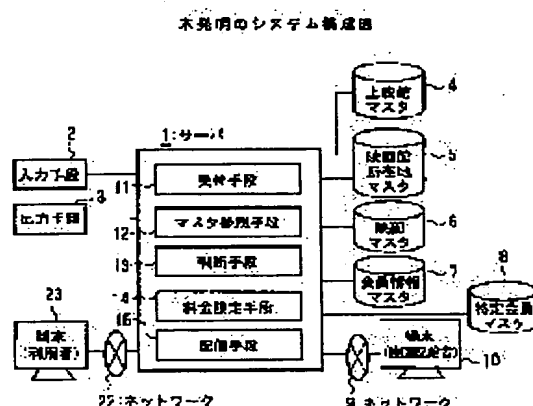 本発明のシステム構成図
1:サーバ
2
入力手段
3
出力手段
11
受付手段
12
マスタ参照手段
13
判断手段
14
料金設定手段
15
配信手段
4
上映館
マスタ
5
映画館
所在地
マスタ
6
映画
マスタ
7
会員情報
マスタ
8
特定会員
マスタ
23
端末
(利用者)
22:ネットワーク
9:ネットワーク
端末
10